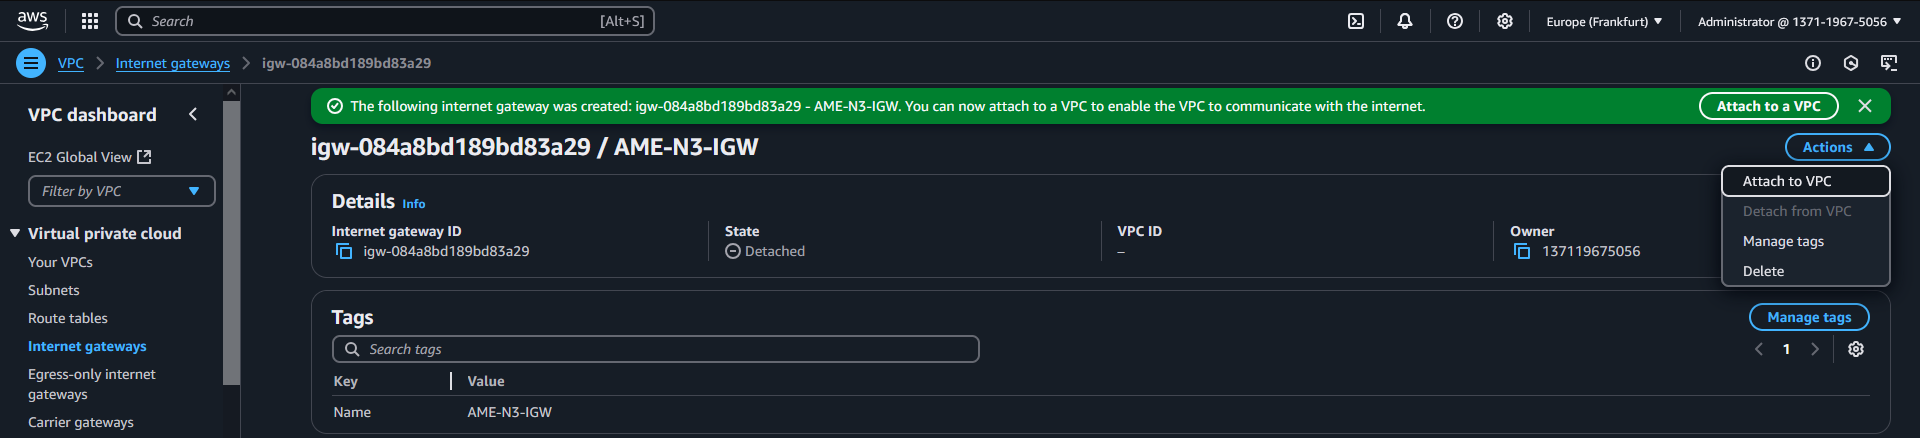 aws
Search [Alt+S]
Europe (Frankfurt)
Administrator @ 1371-1967-5056
VPC
Internet gateways
igw-084a8bd189bd83a29
VPC dashboard
EC2 Global View
Filter by VPC
Virtual private cloud
Your VPCs
Subnets
Route tables
Internet gateways
Egress-only internet
gateways
Carrier gateways
The following internet gateway was created: igw-084a8bd189bd83a29 - AME-N3-IGW. You can now attach to a VPC to enable the VPC to communicate with the internet.
Attach to a VPC
igw-084a8bd189bd83a29 / AME-N3-IGW
Actions
Attach to VPC
Detach from VPC
Manage tags
Delete
Details Info
Internet gateway ID
igw-084a8bd189bd83a29
State
Detached
VPC ID
–
Owner
137119675056
Tags
Manage tags
Search tags
1
Key Value
Name AME-N3-IGW